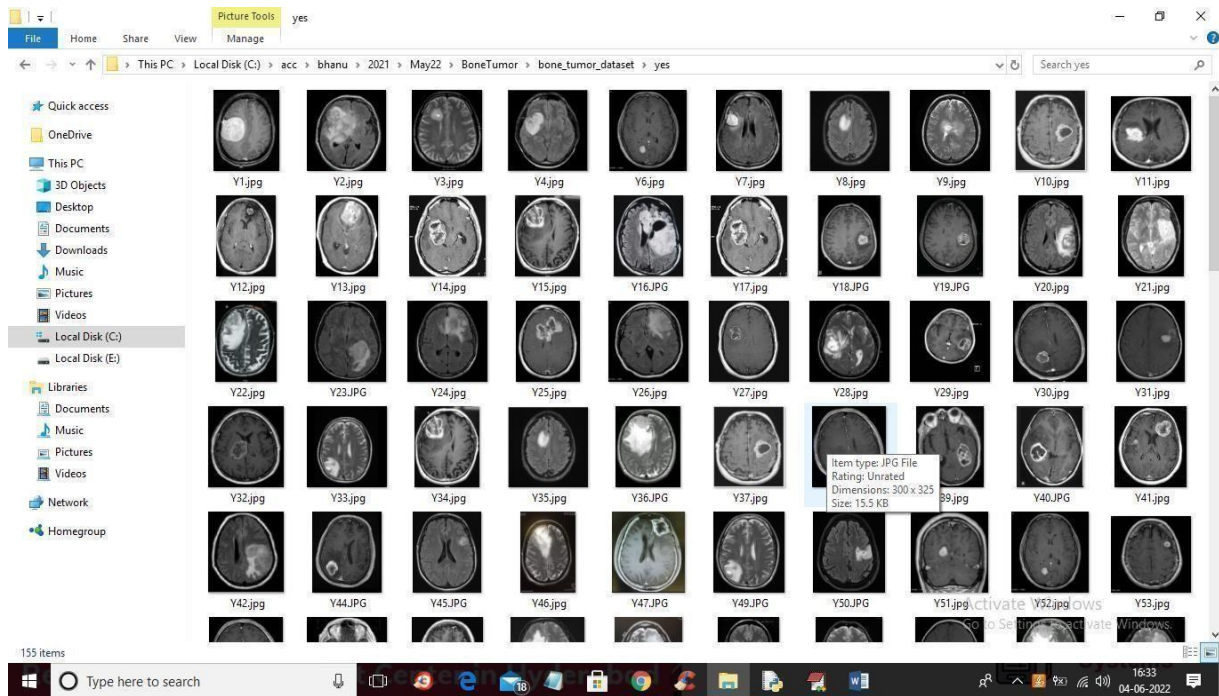 Picture Tools yes
File Home Share View Manage
This PC Local Disk (C:) acc bhanu 2021 May22 BoneTumor bone_tumor_dataset yes
Search yes
Quick access
OneDrive
This PC
3D Objects
Desktop
Documents
Downloads
Music
Pictures
Videos
Local Disk (C:)
Local Disk (E:)
Libraries
Documents
Music
Pictures
Videos
Network
Homegroup
Y1.jpg Y2.jpg Y3.jpg Y4.jpg Y6.jpg Y7.jpg Y8.jpg Y9.jpg Y10.jpg Y11.jpg
Y12.jpg Y13.jpg Y14.jpg Y15.jpg Y16.JPG Y17.jpg Y18.JPG Y19.JPG Y20.jpg Y21.jpg
Y22.jpg Y23.JPG Y24.jpg Y25.jpg Y26.jpg Y27.jpg Y28.jpg Y29.jpg Y30.jpg Y31.jpg
Item type: JPG File
Rating: Unrated
Dimensions: 300 x 325
Size: 15.5 KB
Y32.jpg Y33.jpg Y34.jpg Y35.jpg Y36.JPG Y37.jpg 39.jpg Y40.JPG Y41.jpg
Y42.jpg Y44.JPG Y45.JPG Y46.jpg Y47.JPG Y49.JPG Y50.JPG Y51.jpg Y52.jpg Y53.jpg
Activate Windows
Go to Settings to activate Windows.
155 items
Type here to search
18
16:33
04-06-2022